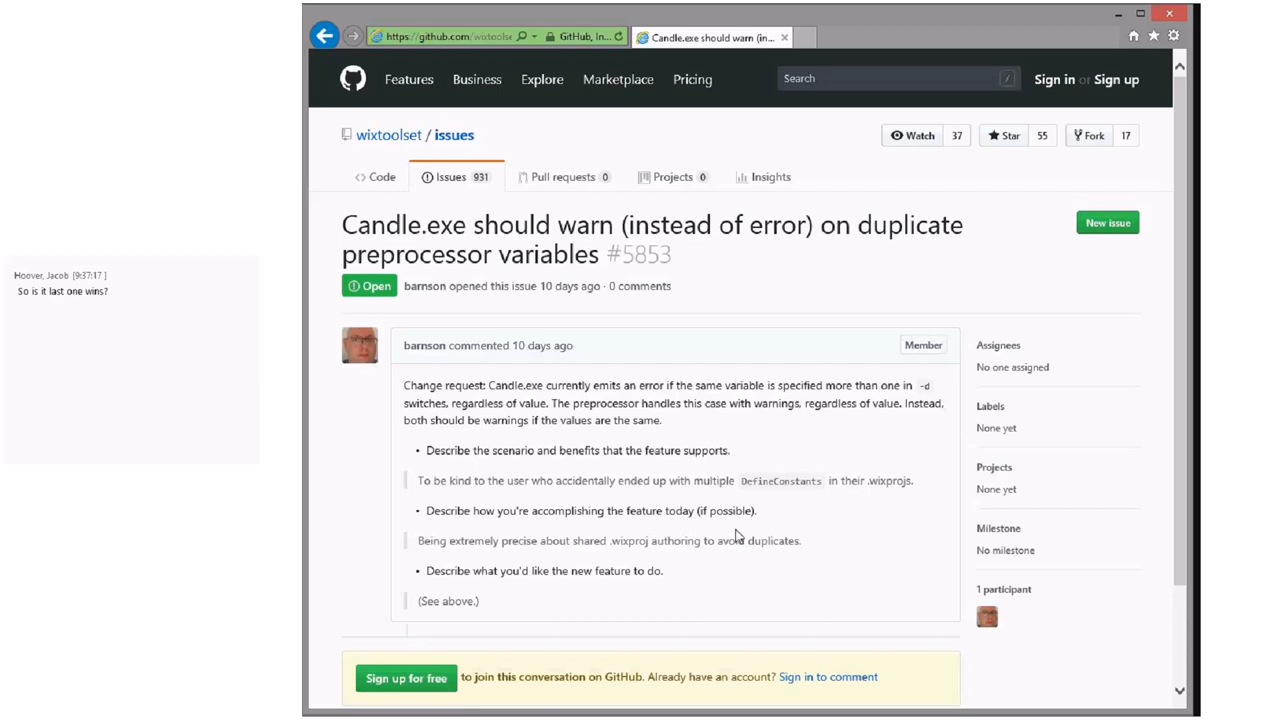 Hoover, Jacob [9:37:17 ]
So is it last one wins?
https://github.com/wixtoolse
GitHub, In...
Candle.exe should warn (in...
Features Business Explore Marketplace Pricing
Search /
Sign in or Sign up
wixtoolset / issues
Watch 37 Star 55 Fork 17
<> Code Issues 931 Pull requests 0 Projects 0 Insights
Candle.exe should warn (instead of error) on duplicate
preprocessor variables #5853
New issue
Open barnson opened this issue 10 days ago · 0 comments
barnson commented 10 days ago Member
Change request: Candle.exe currently emits an error if the same variable is specified more than one in -d
switches, regardless of value. The preprocessor handles this case with warnings, regardless of value. Instead,
both should be warnings if the values are the same.
• Describe the scenario and benefits that the feature supports.
To be kind to the user who accidentally ended up with multiple DefineConstants in their .wixprojs.
• Describe how you're accomplishing the feature today (if possible).
Being extremely precise about shared .wixproj authoring to avoid duplicates.
• Describe what you'd like the new feature to do.
(See above.)
Assignees
No one assigned
Labels
None yet
Projects
None yet
Milestone
No milestone
1 participant
Sign up for free to join this conversation on GitHub. Already have an account? Sign in to comment